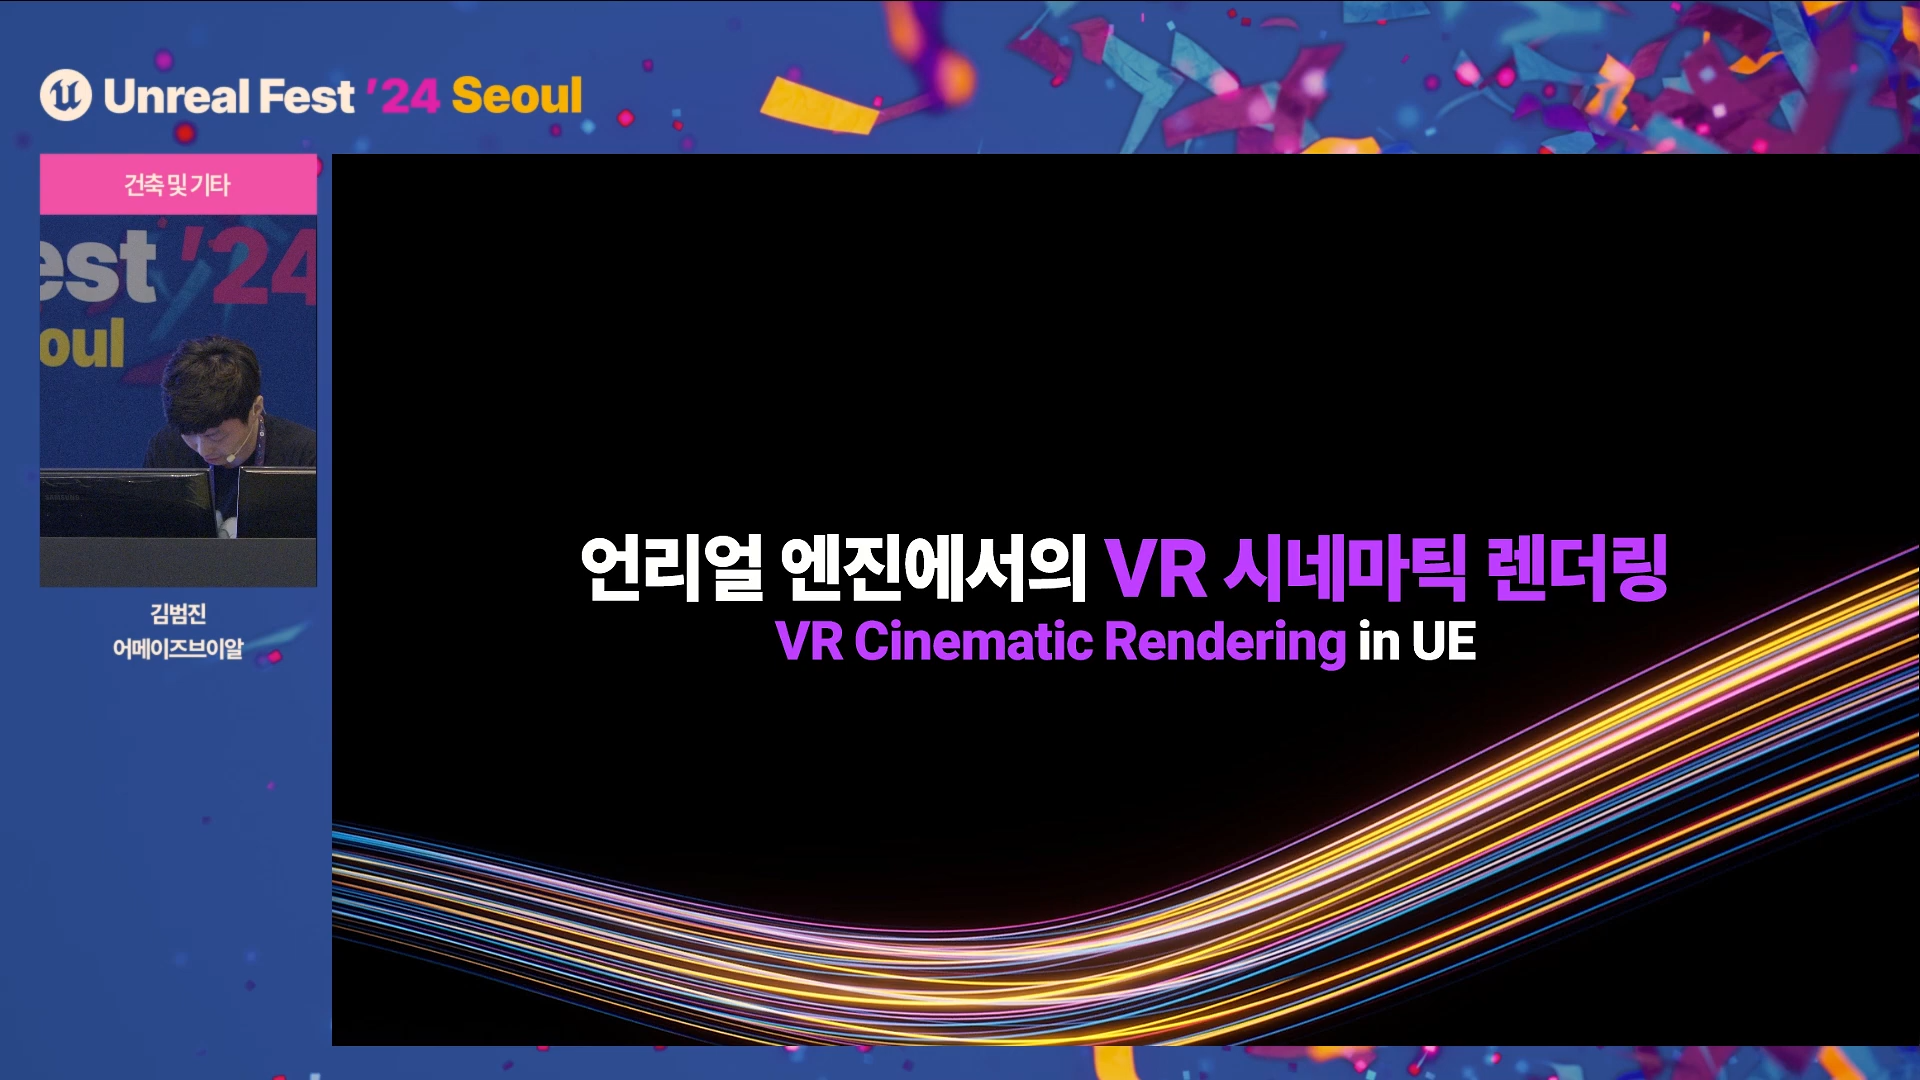 Unreal Fest '24 Seoul
건축 및 기타
est '24
oul
SAMSUNG
김범진
어메이즈브이알
언리얼 엔진에서의 VR 시네마틱 렌더링
VR Cinematic Rendering in UE